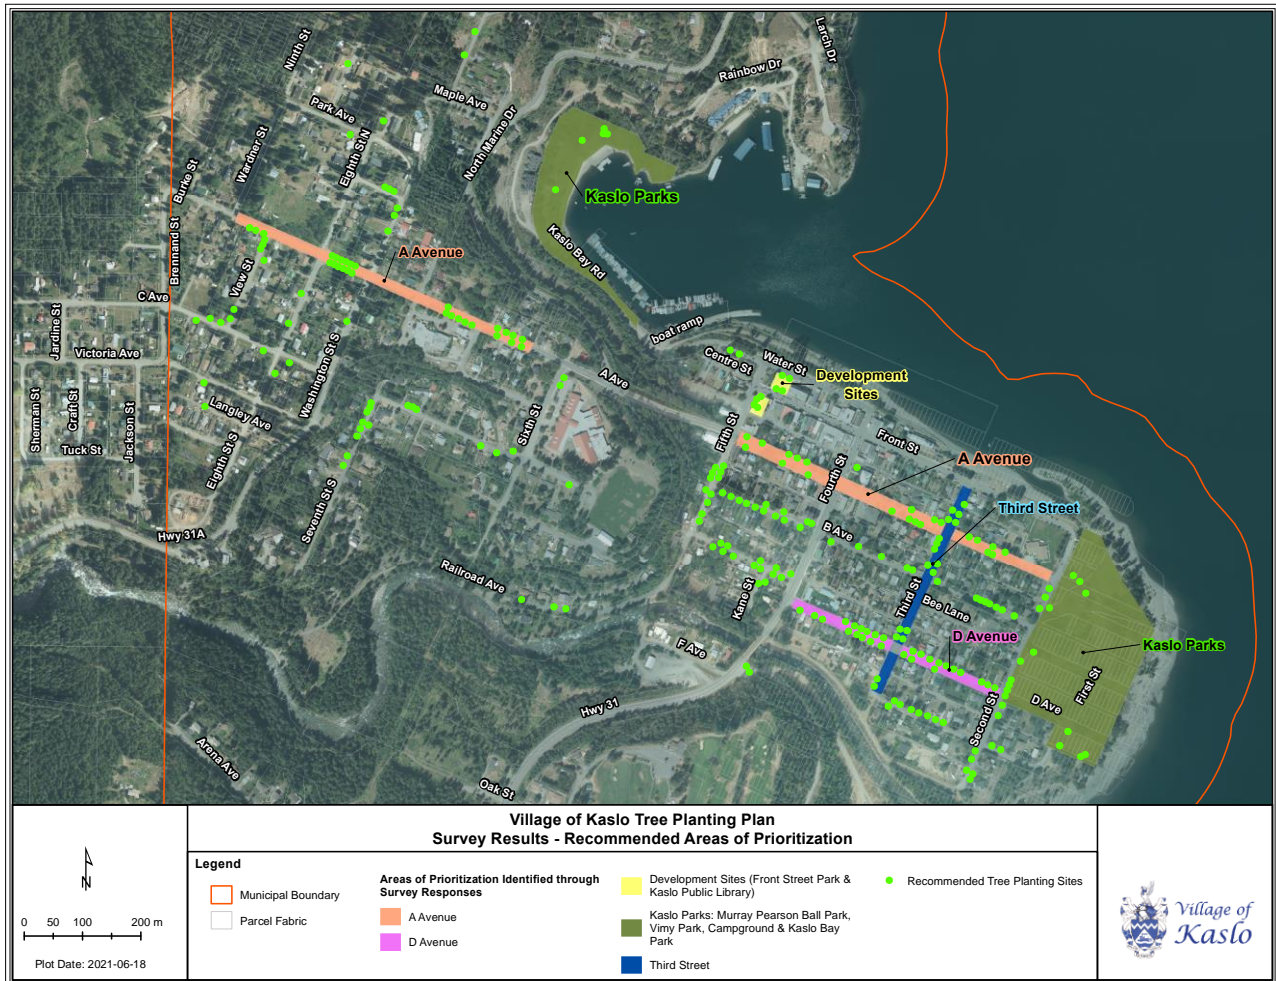 Larch Dr
Ninth St
Rainbow Dr
Maple Ave
Park Ave
North Marine Dr
Wardner St
Eighth St N
Burke St
Kaslo Parks
Brennand St
Kaslo Bay Rd
A Avenue
View St
C Ave
Jardine St
boat ramp
Victoria Ave
Centre St
Water St
Washington St S
A Ave
Development
Sites
Sherman St
Craft St
Jackson St
Langley Ave
Sixth St
Fifth St
Front St
Tuck St
Eighth St S
A Avenue
Fourth St
Seventh St S
Third Street
Hwy 31A
B Ave
Railroad Ave
Kane St
Third St
Bee Lane
D Avenue
F Ave
Kaslo Parks
First St
D Ave
Hwy 31
Second St
Arena Ave
Oak St
Village of Kaslo Tree Planting Plan
Survey Results - Recommended Areas of Prioritization
N
0 50 100 200 m
Plot Date: 2021-06-18
Legend
Municipal Boundary
Parcel Fabric
Areas of Prioritization Identified through
Survey Responses
A Avenue
D Avenue
Development Sites (Front Street Park &
Kaslo Public Library)
Kaslo Parks: Murray Pearson Ball Park,
Vimy Park, Campground & Kaslo Bay
Park
Third Street
Recommended Tree Planting Sites
Village of
Kaslo